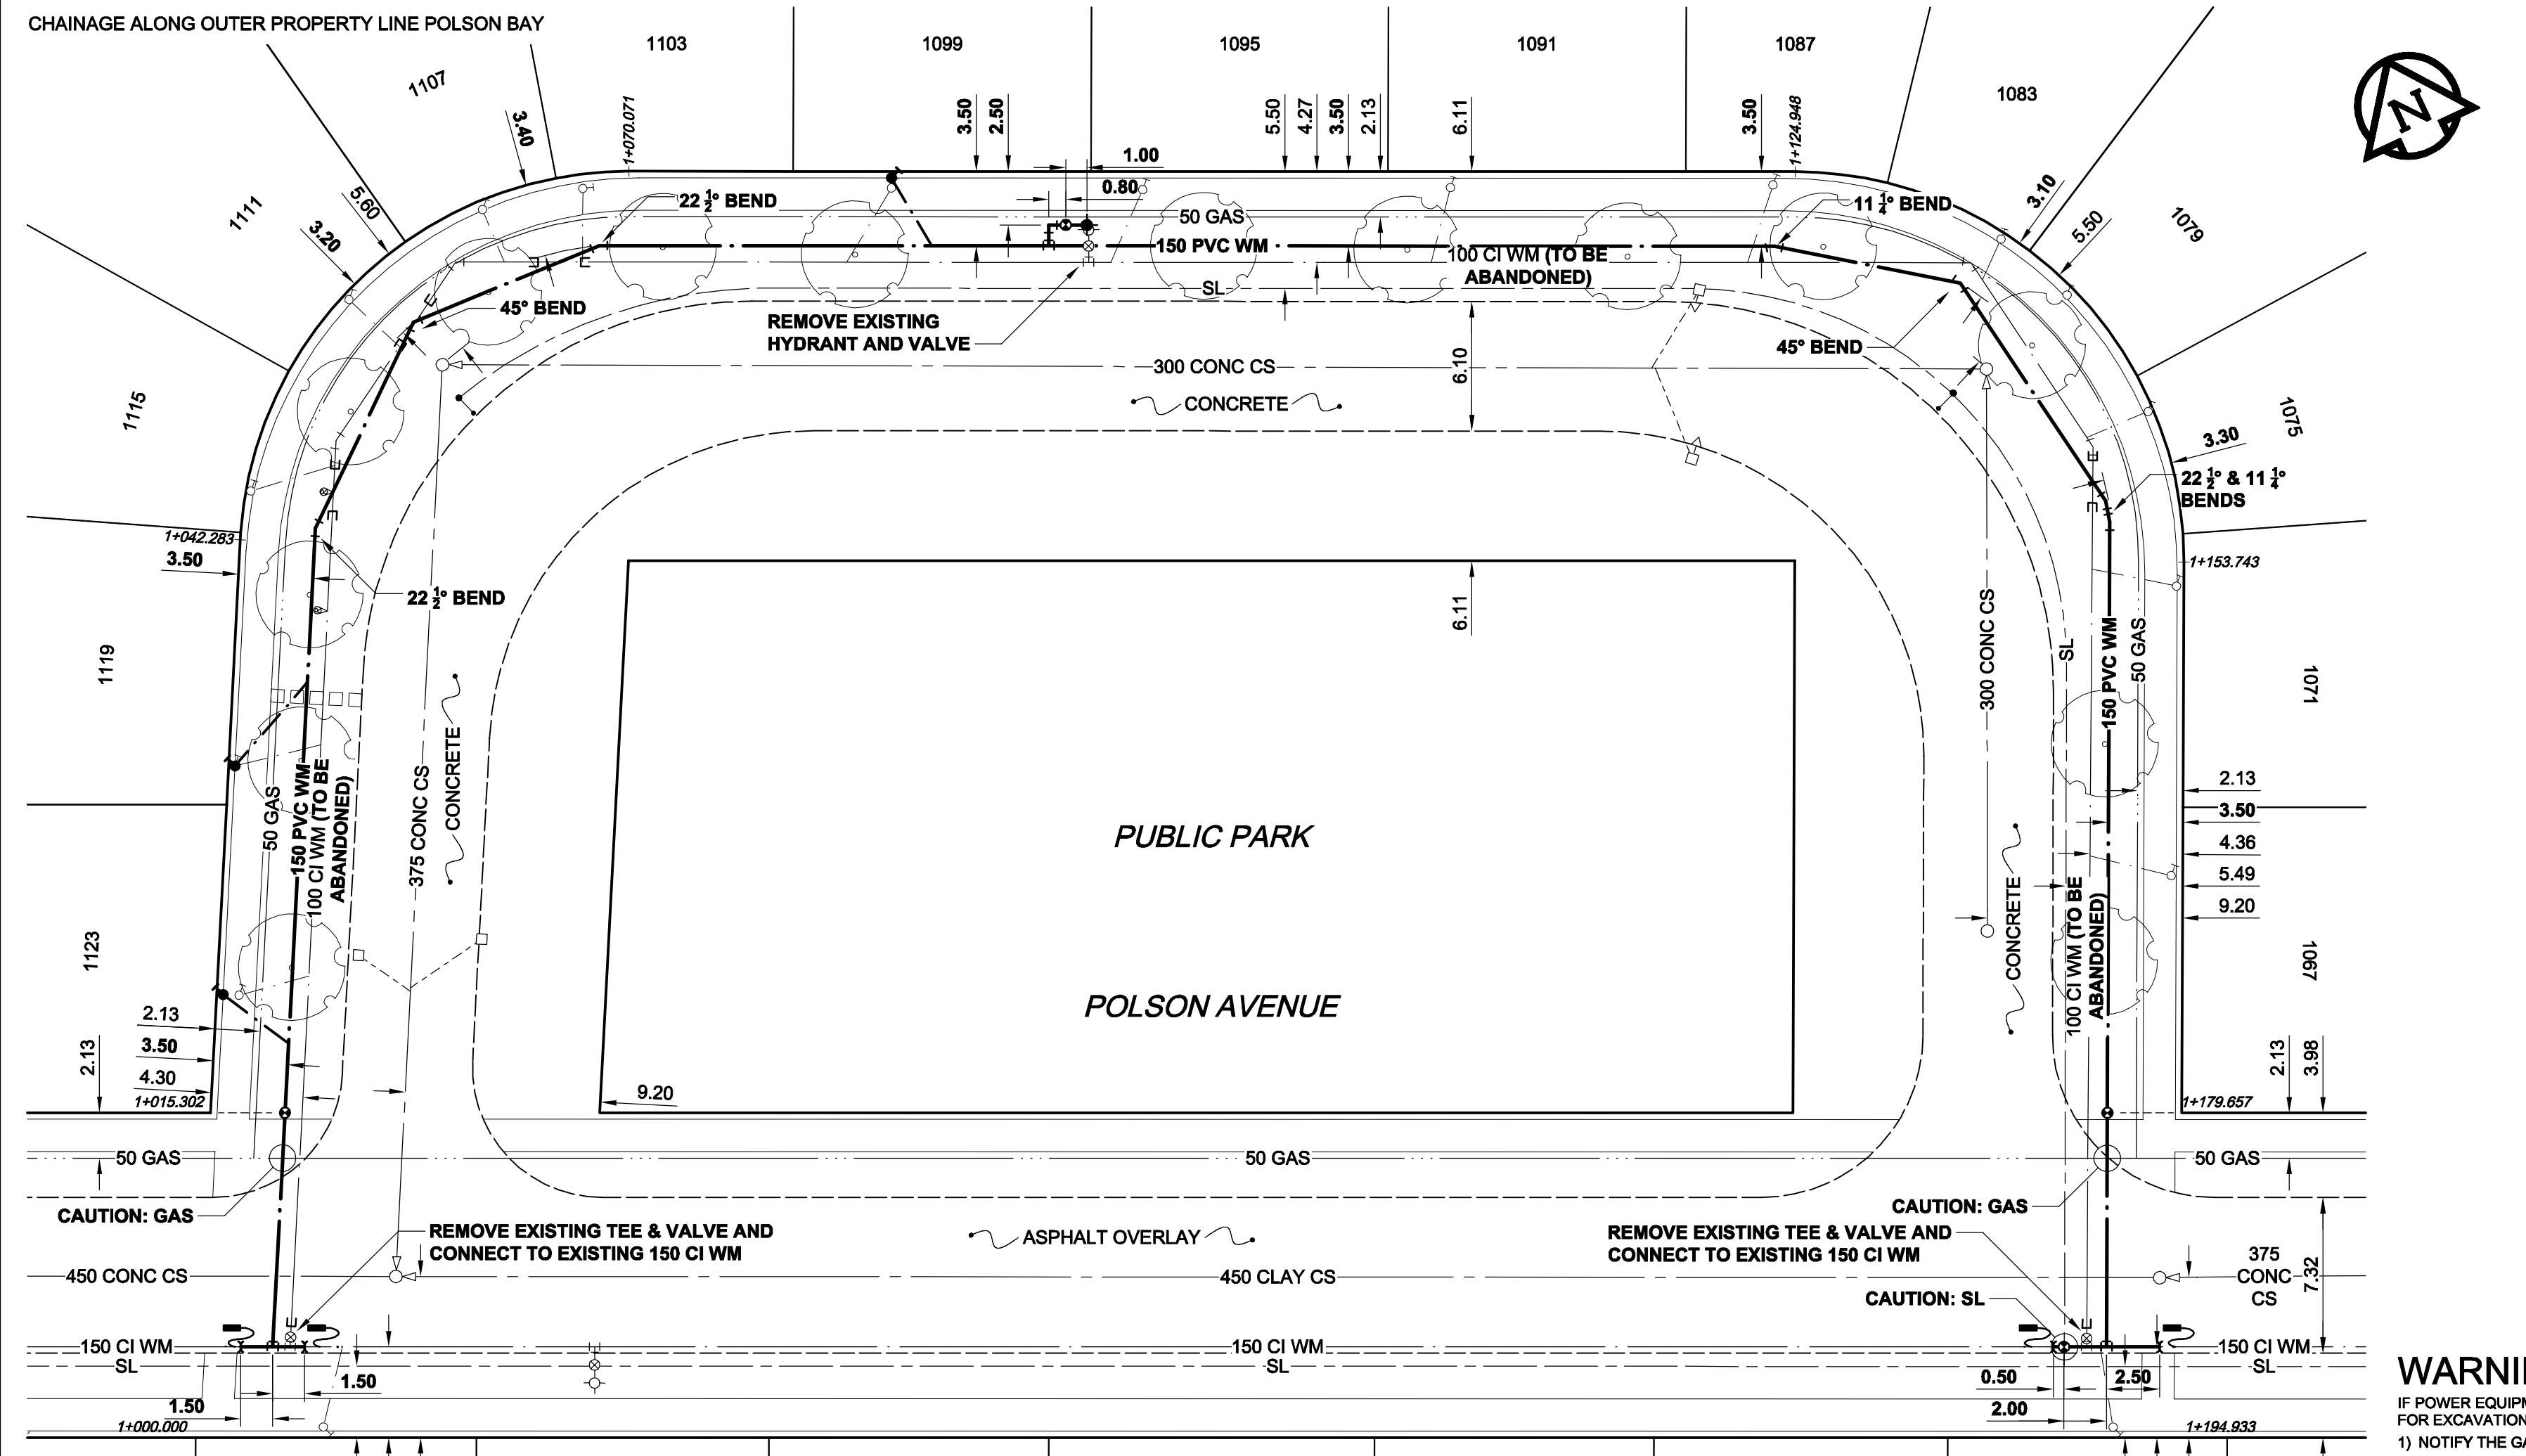 CHAINAGE ALONG OUTER PROPERTY LINE POLSON BAY
1103
1099
1095
1091
1087
1083
1107
1079
1111
1075
1115
1071
1119
1067
1123
N
3.40
1+070.071
3.50
2.50
5.50
4.27
3.50
2.13
6.11
3.50
1+124.948
3.10
5.50
5.60
3.20
1.00
0.80
22 ½° BEND
50 GAS
11 ¼° BEND
150 PVC WM
100 CI WM (TO BE
ABANDONED)
45° BEND
SL
REMOVE EXISTING
HYDRANT AND VALVE
45° BEND
300 CONC CS
6.10
CONCRETE
3.30
22 ½° & 11 ¼°
BENDS
1+042.283
3.50
1+153.743
22 ½° BEND
6.11
300 CONC CS
SL
150 PVC WM
50 GAS
CONCRETE
375 CONC CS
50 GAS
150 PVC WM
100 CI WM (TO BE
ABANDONED)
PUBLIC PARK
2.13
3.50
4.36
5.49
9.20
CONCRETE
100 CI WM (TO BE
ABANDONED)
POLSON AVENUE
2.13
3.50
4.30
2.13
1+015.302
9.20
2.13
3.98
1+179.657
50 GAS
50 GAS
50 GAS
CAUTION: GAS
CAUTION: GAS
REMOVE EXISTING TEE & VALVE AND
CONNECT TO EXISTING 150 CI WM
ASPHALT OVERLAY
REMOVE EXISTING TEE & VALVE AND
CONNECT TO EXISTING 150 CI WM
450 CONC CS
450 CLAY CS
375
CONC
CS
7.32
CAUTION: SL
150 CI WM
SL
150 CI WM
SL
150 CI WM
SL
1.50
1.50
0.50
2.50
2.00
1+000.000
1+194.933
IF POWER EQUIPM
FOR EXCAVATION
1) NOTIFY THE GA